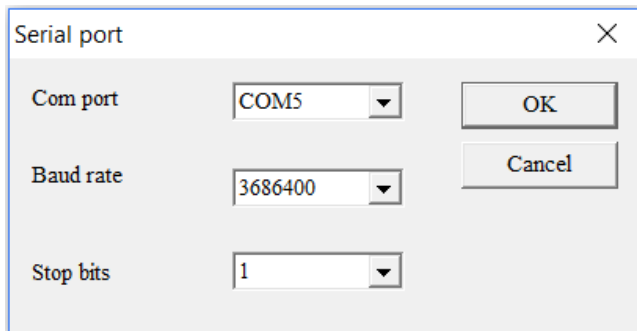 Serial port
Com port COM5 OK
Cancel
Baud rate 3686400
Stop bits 1